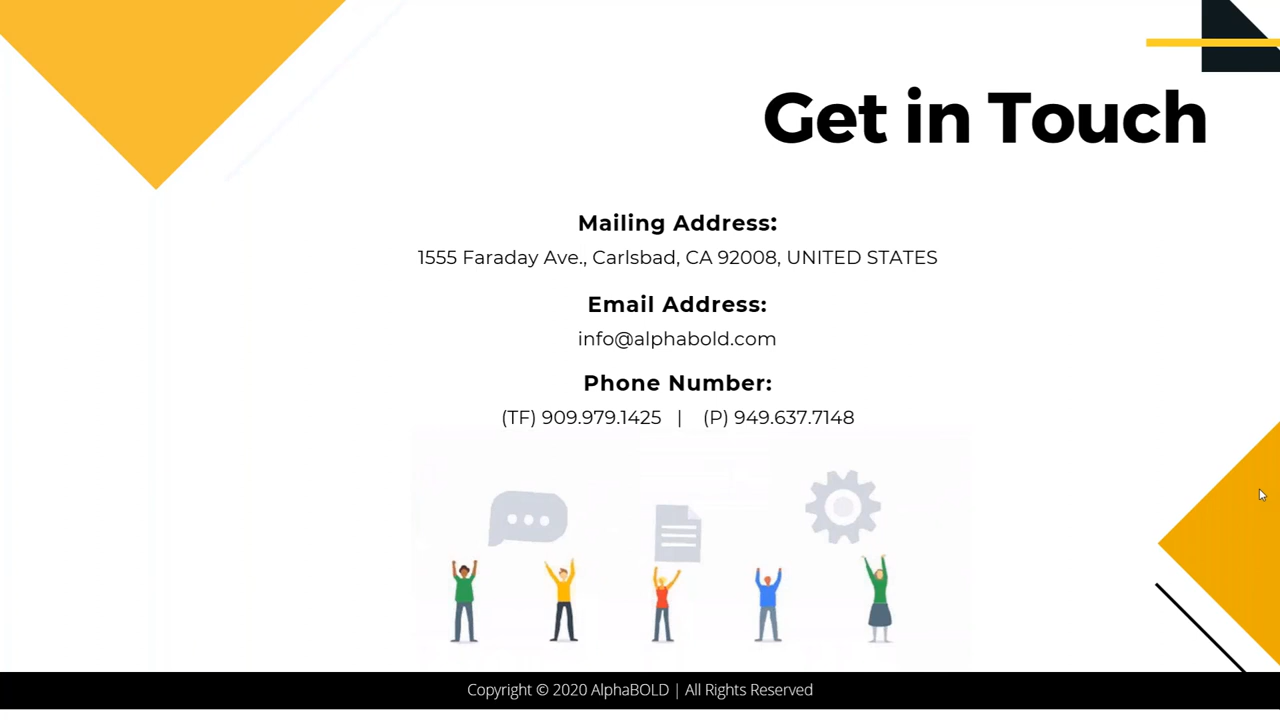 Get in Touch
Mailing Address:
1555 Faraday Ave., Carlsbad, CA 92008, UNITED STATES
Email Address:
info@alphabold.com
Phone Number:
(TF) 909.979.1425 | (P) 949.637.7148
Copyright © 2020 AlphaBOLD | All Rights Reserved